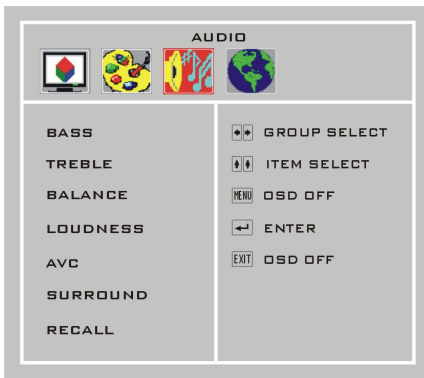 AUDIO
BASS
TREBLE
BALANCE
LOUDNESS
AVC
SURROUND
RECALL
GROUP SELECT
ITEM SELECT
MENU OSD OFF
ENTER
EXIT OSD OFF